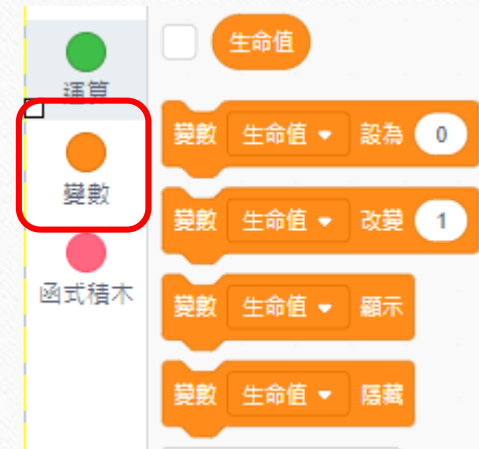 運算
變數
函式積木
生命值
變數 生命值 設為 0
變數 生命值 改變 1
變數 生命值 顯示
變數 生命值 隱藏